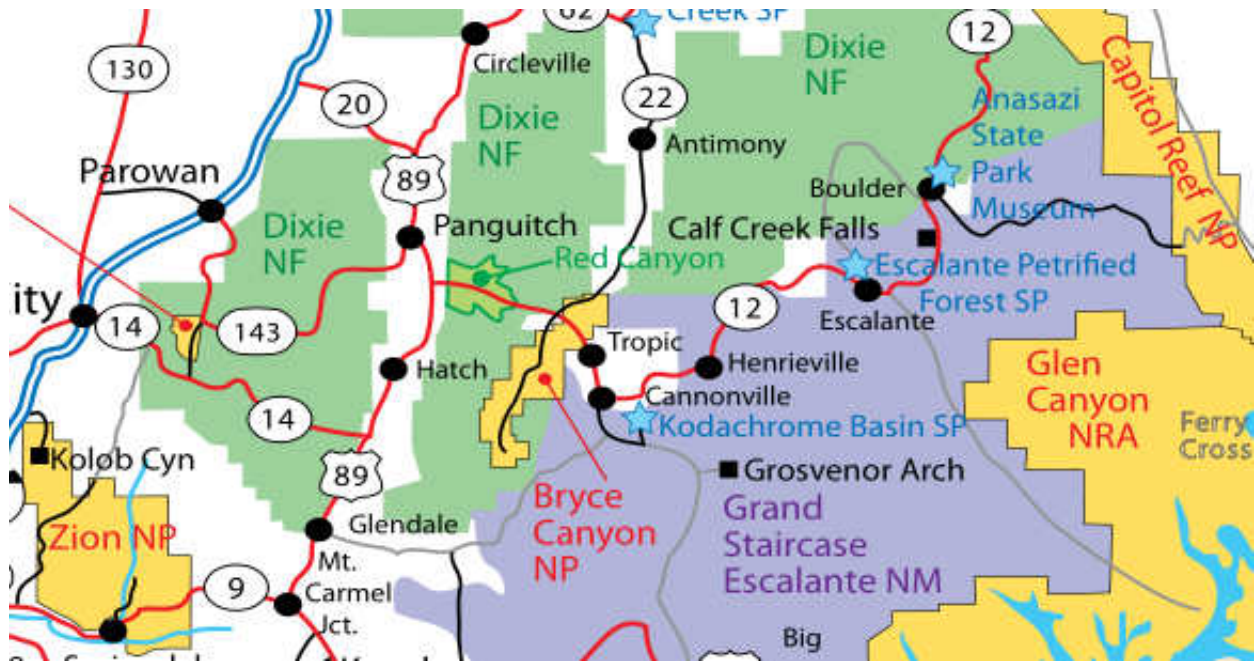 Creek SP
62
12
130
Circleville
Dixie
NF
Capitol Reef NP
20
Dixie
NF
22
Anasazi
State
Park
Museum
Antimony
Parowan
89
Boulder
Dixie
NF
Panguitch
Calf Creek Falls
Red Canyon
Escalante Petrified
Forest SP
ity
14
143
12
Escalante
Tropic
Hatch
Henrieville
Glen
Canyon
NRA
Cannonville
14
Kodachrome Basin SP
Ferry
Cross
Kolob Cyn
89
Grosvenor Arch
Bryce
Canyon
NP
Grand
Staircase
Escalante NM
Glendale
Zion NP
Mt.
Carmel
Jct.
9
Big